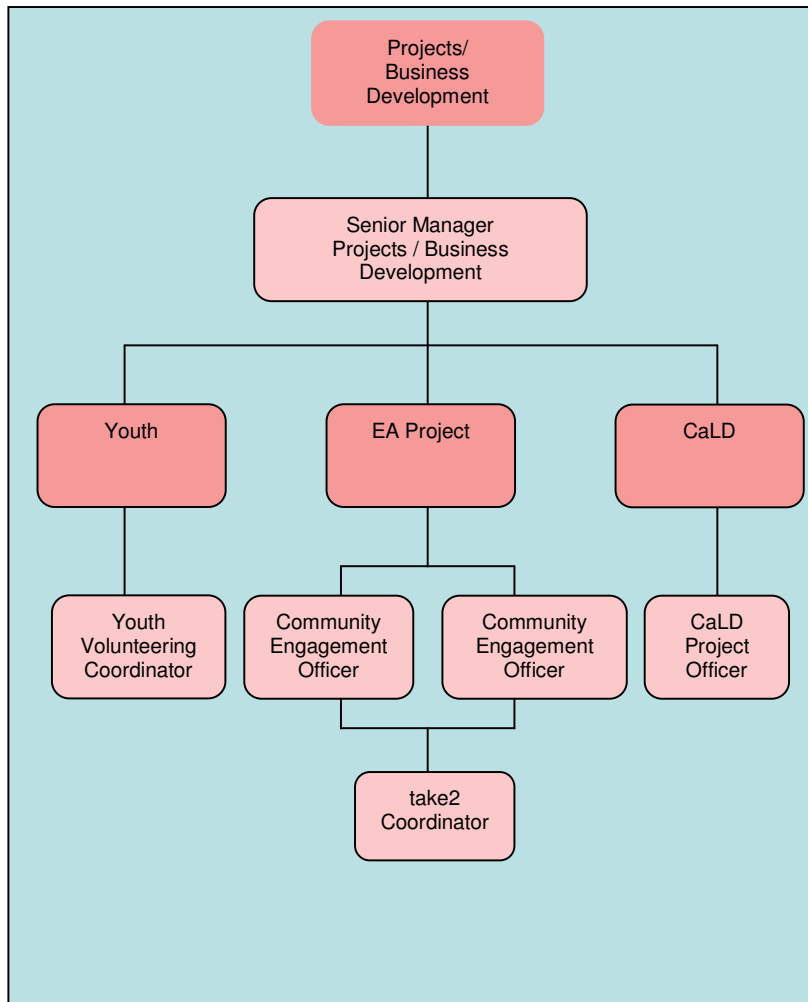 Projects/
Business
Development
Senior Manager
Projects / Business
Development
Youth
EA Project
CaLD
Youth
Volunteering
Coordinator
Community
Engagement
Officer
Community
Engagement
Officer
CaLD
Project
Officer
take2
Coordinator